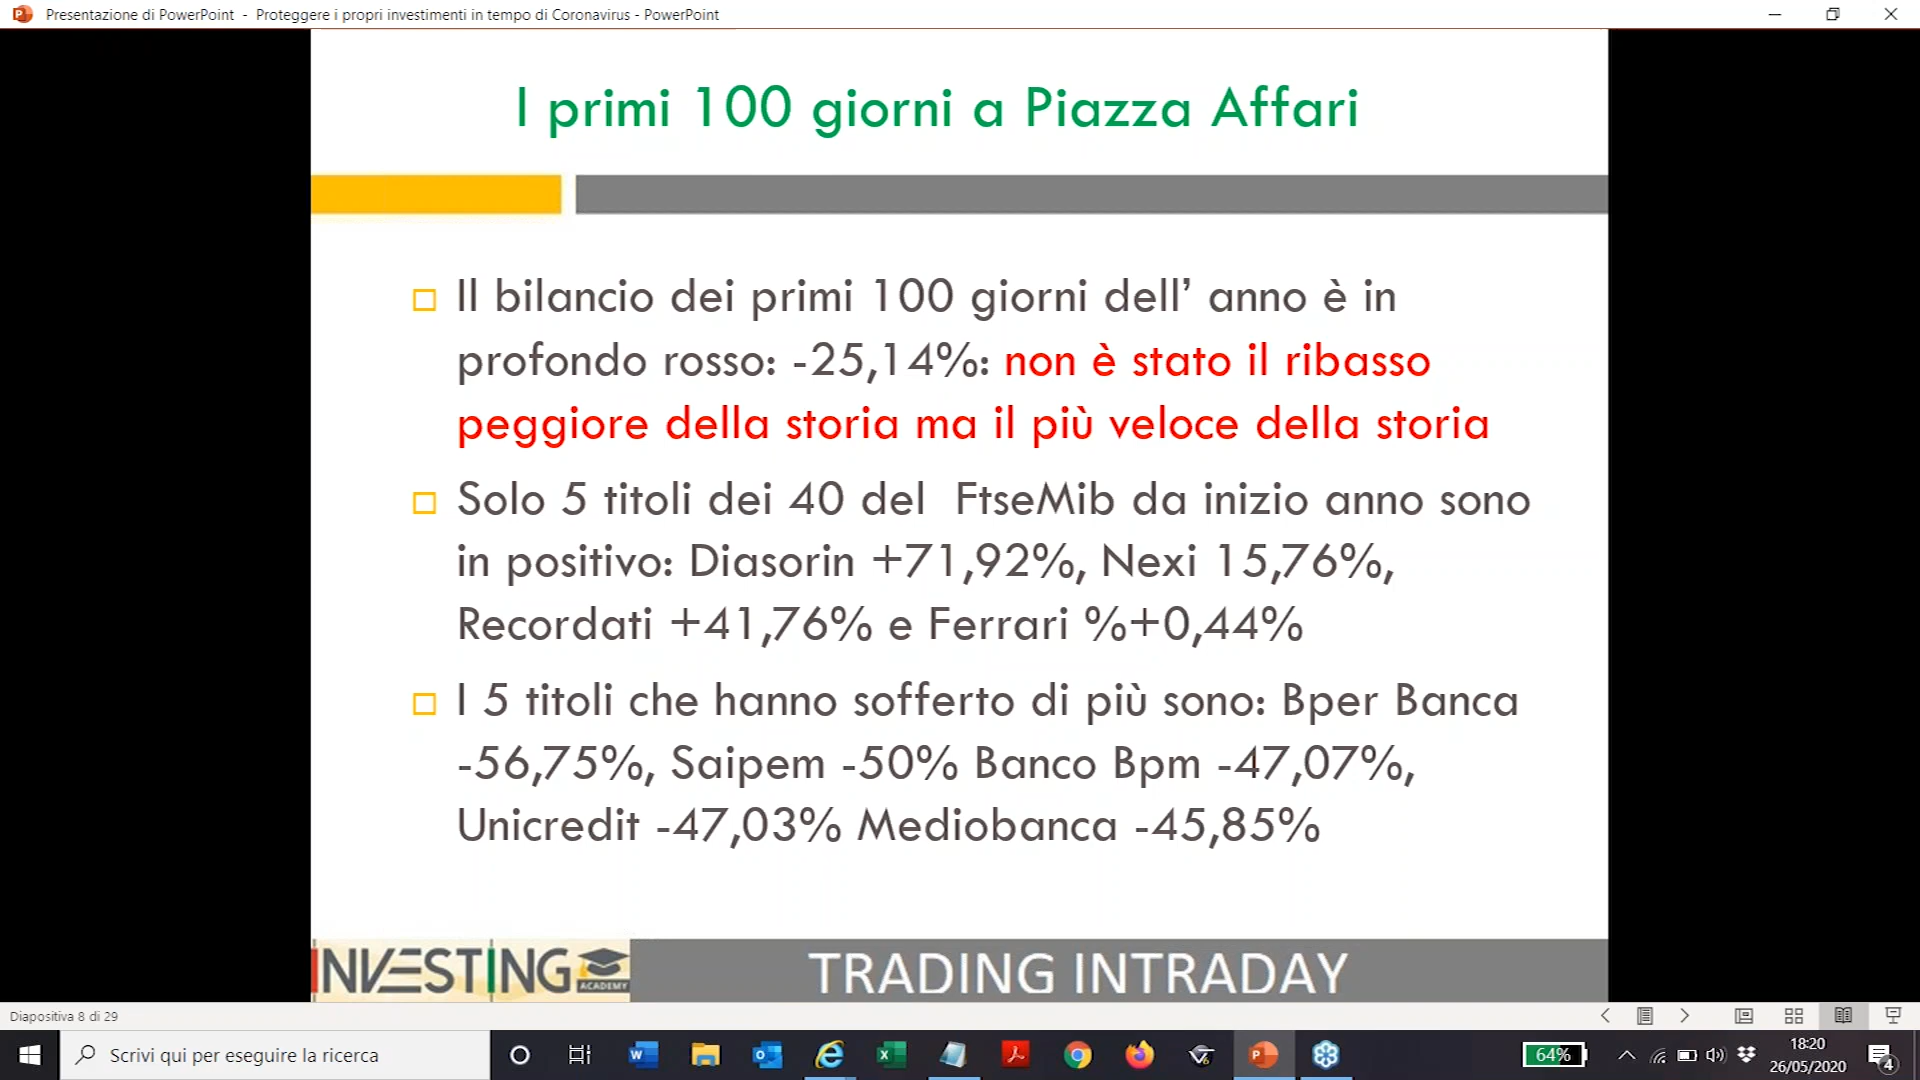 Presentazione di PowerPoint - Proteggere i propri investimenti in tempo di Coronavirus - PowerPoint
I primi 100 giorni a Piazza Affari
Il bilancio dei primi 100 giorni dell’ anno è in
profondo rosso: -25,14%: non è stato il ribasso
peggiore della storia ma il più veloce della storia
Solo 5 titoli dei 40 del  FtseMib da inizio anno sono
in positivo: Diasorin +71,92%, Nexi 15,76%,
Recordati +41,76% e Ferrari %+0,44%
I 5 titoli che hanno sofferto di più sono: Bper Banca
-56,75%, Saipem -50% Banco Bpm -47,07%,
Unicredit -47,03% Mediobanca -45,85%
INVESTING
ACADEMY
TRADING INTRADAY
Diapositiva 8 di 29
Scrivi qui per eseguire la ricerca
64%
18:20
26/05/2020
4